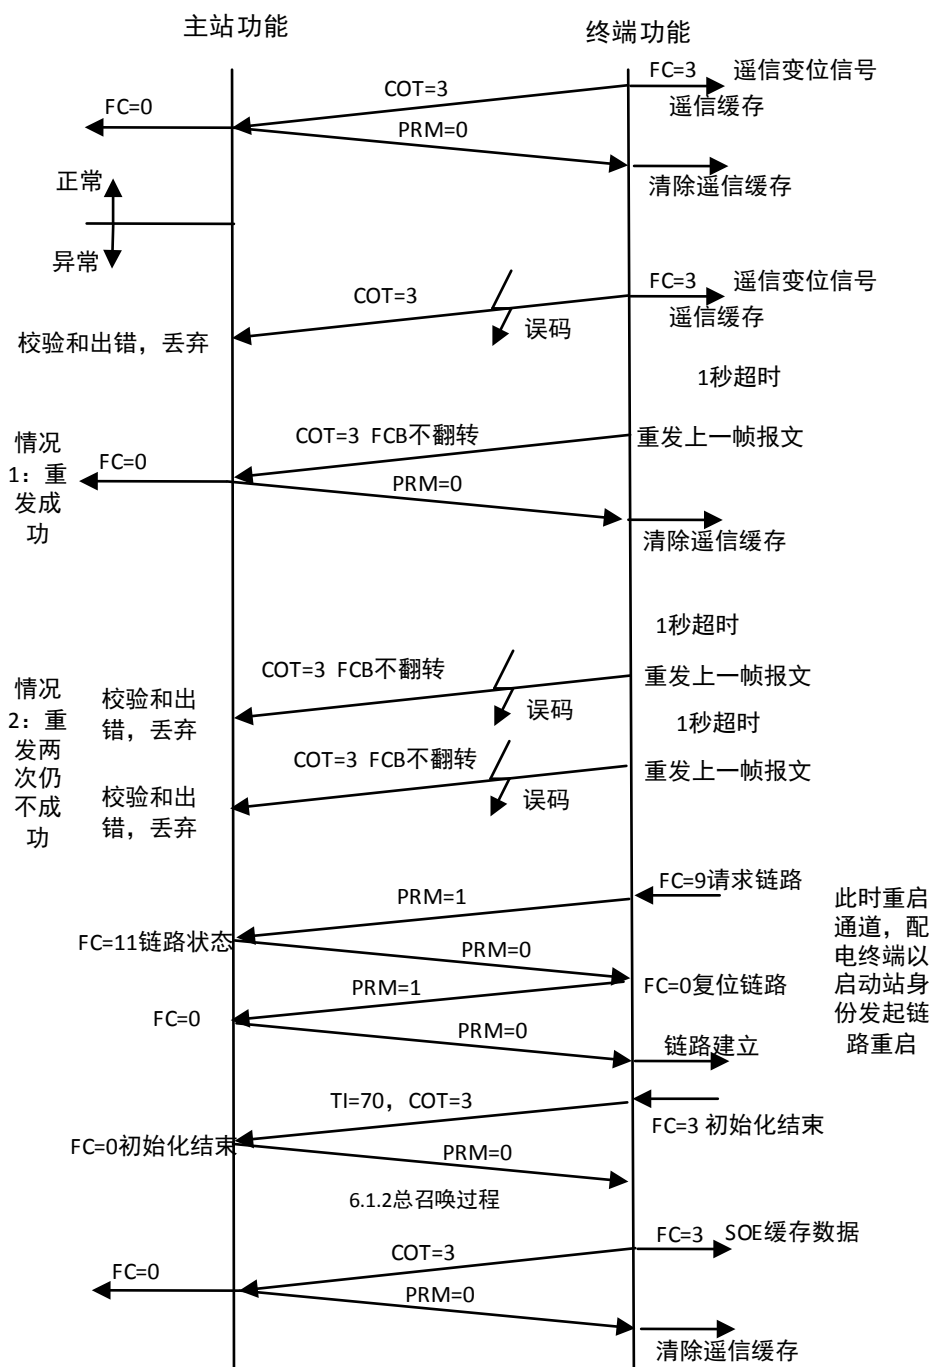 主站功能
终端功能
FC=3 遥信变位信号
COT=3
遥信缓存
FC=0
PRM=0
正常
清除遥信缓存
异常
FC=3 遥信变位信号
COT=3
遥信缓存
误码
校验和出错，丢弃
1秒超时
COT=3 FCB不翻转
重发上一帧报文
情况
1：重
发成
功
FC=0
PRM=0
清除遥信缓存
1秒超时
COT=3 FCB不翻转
重发上一帧报文
情况
2：重
发两
次仍
不成
功
校验和出
错，丢弃
误码
1秒超时
COT=3 FCB不翻转
重发上一帧报文
校验和出
错，丢弃
误码
FC=9请求链路
PRM=1
此时重启
通道，配
电终端以
启动站身
份发起链
路重启
FC=11链路状态
PRM=0
PRM=1
FC=0复位链路
FC=0
PRM=0
链路建立
TI=70，COT=3
FC=3 初始化结束
FC=0初始化结束
PRM=0
6.1.2总召唤过程
FC=3 SOE缓存数据
COT=3
FC=0
PRM=0
清除遥信缓存